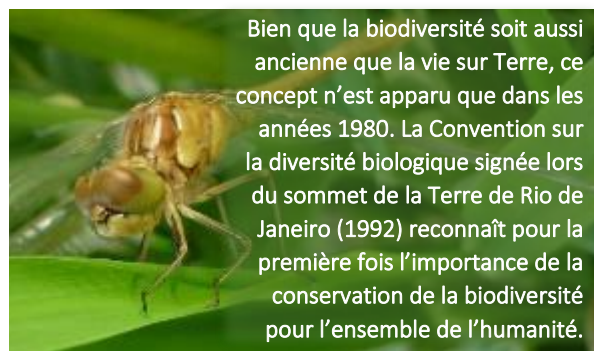 Bien que la biodiversité soit aussi
ancienne que la vie sur Terre, ce
concept n’est apparu que dans les
années 1980. La Convention sur
la diversité biologique signée lors
du sommet de la Terre de Rio de
Janeiro (1992) reconnaît pour la
première fois l’importance de la
conservation de la biodiversité
pour l’ensemble de l’humanité.